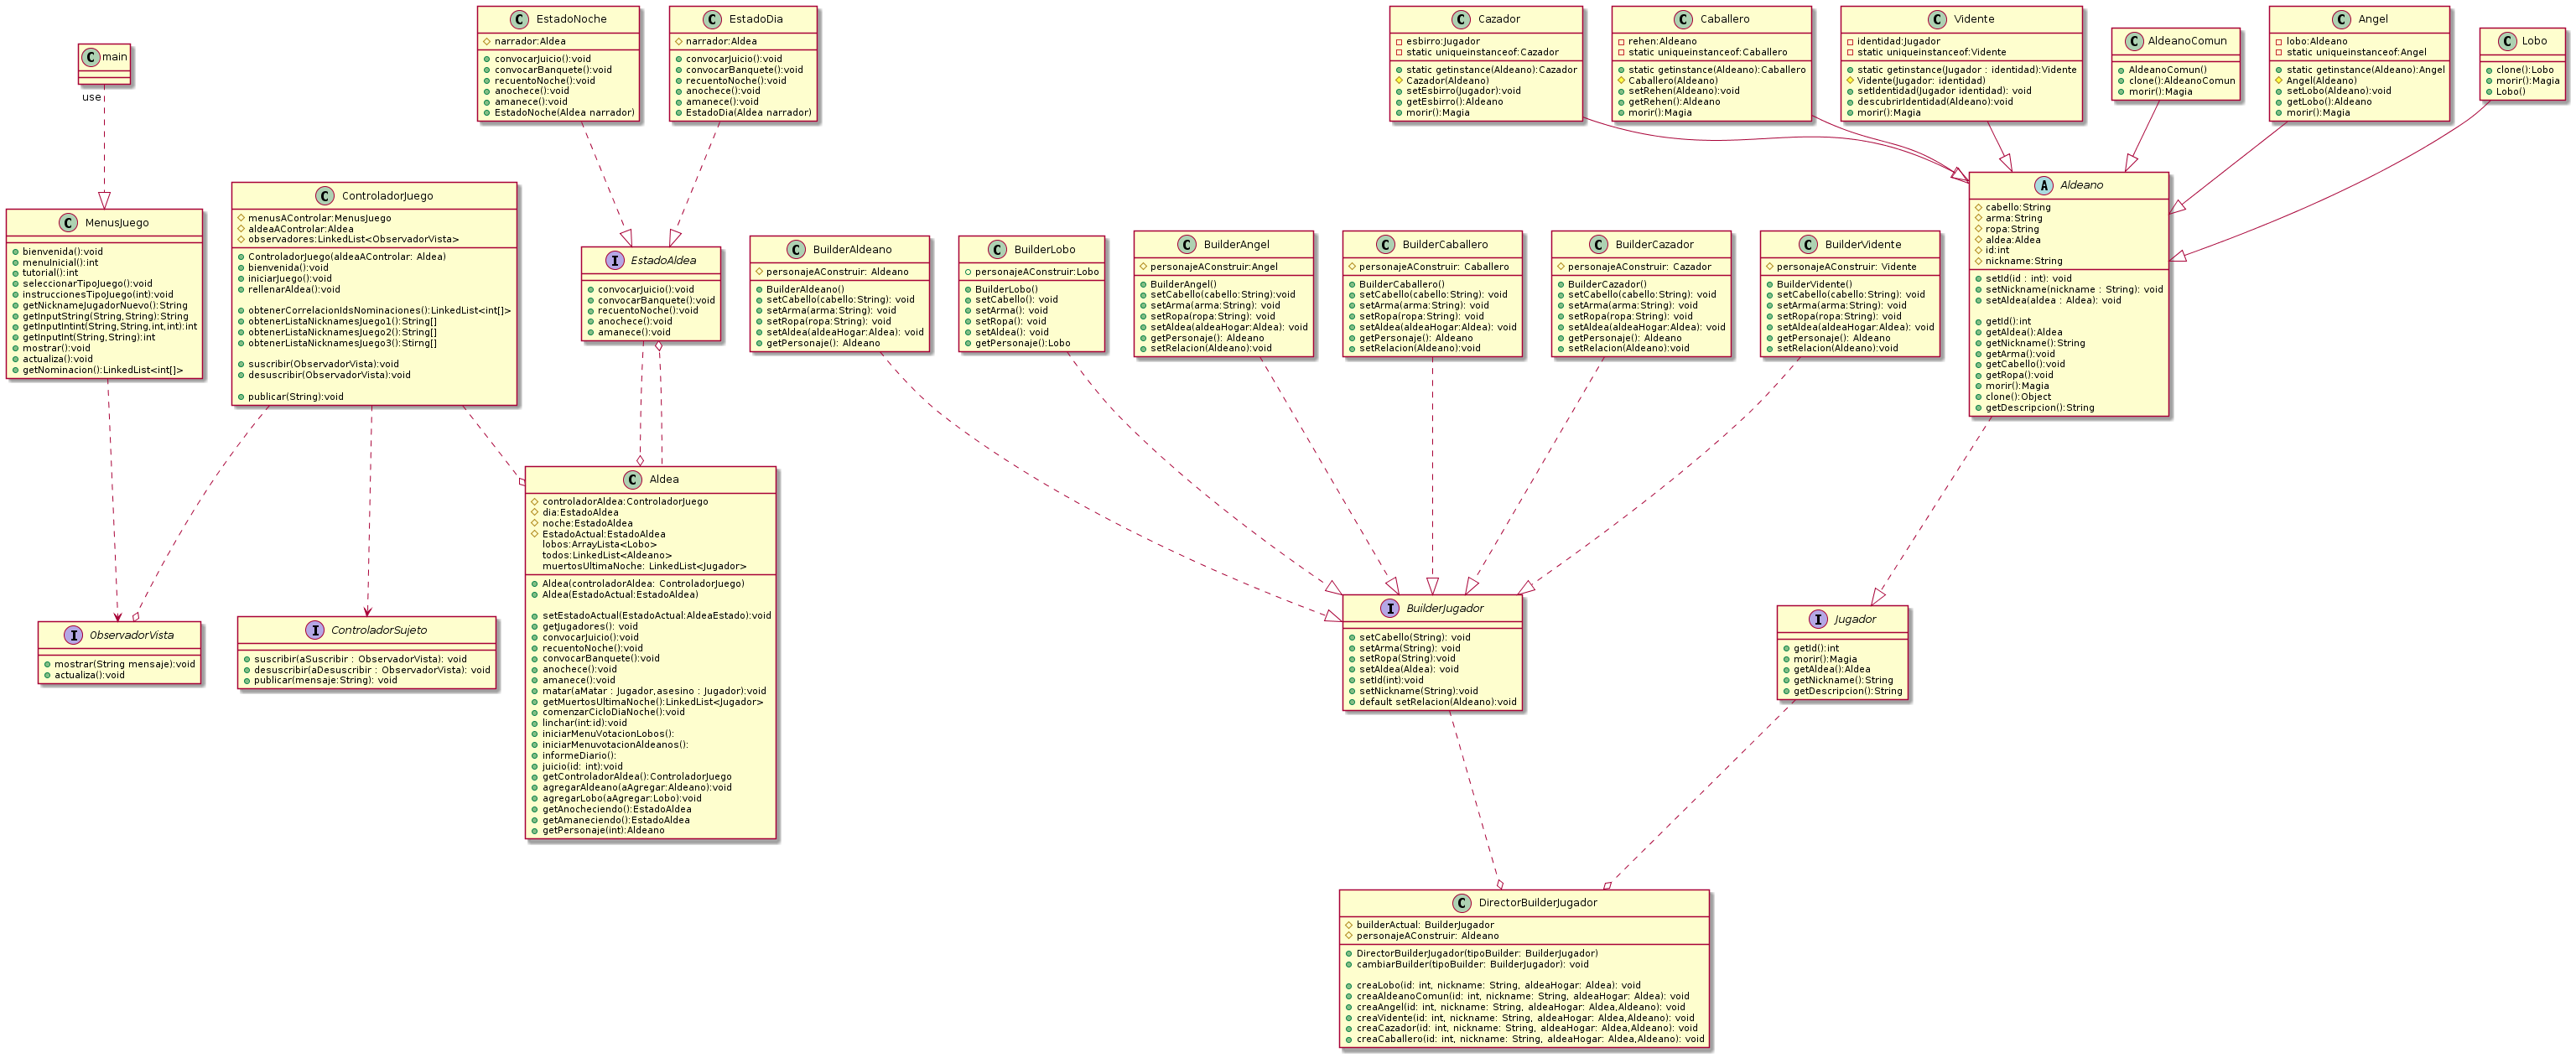 main
use
MenusJuego
bienvenida():void
menuInicial():int
tutorial():int
seleccionarTipoJuego():void
instruccionesTipoJuego(int):void
getNicknameJugadorNuevo():String
getInputString(String,String):String
getInputIntint(String,String,int,int):int
getInputInt(String,String):int
mostrar():void
actualiza():void
getNominacion():LinkedList<int[]>
ControladorJuego
menusAControlar:MenusJuego
aldeaAControlar:Aldea
observadores:LinkedList<ObservadorVista>
ControladorJuego(aldeaAControlar: Aldea)
bienvenida():void
iniciarJuego():void
rellenarAldea():void
obtenerCorrelacionIdsNominaciones():LinkedList<int[]>
obtenerListaNicknamesJuego1():String[]
obtenerListaNicknamesJuego2():String[]
obtenerListaNicknamesJuego3():Stirng[]
suscribir(ObservadorVista):void
desuscribir(ObservadorVista):void
publicar(String):void
EstadoNoche
narrador:Aldea
convocarJuicio():void
convocarBanquete():void
recuentoNoche():void
anochece():void
amanece():void
EstadoNoche(Aldea narrador)
EstadoDia
narrador:Aldea
convocarJuicio():void
convocarBanquete():void
recuentoNoche():void
anochece():void
amanece():void
EstadoDia(Aldea narrador)
EstadoAldea
convocarJuicio():void
convocarBanquete():void
recuentoNoche():void
anochece():void
amanece():void
Cazador
esbirro:Jugador
static uniqueinstanceof:Cazador
static getinstance(Aldeano):Cazador
Cazador(Aldeano)
setEsbirro(Jugador):void
getEsbirro():Aldeano
morir():Magia
Caballero
rehen:Aldeano
static uniqueinstanceof:Caballero
static getinstance(Aldeano):Caballero
Caballero(Aldeano)
setRehen(Aldeano):void
getRehen():Aldeano
morir():Magia
Vidente
identidad:Jugador
static uniqueinstanceof:Vidente
static getinstance(Jugador : identidad):Vidente
Vidente(Jugador: identidad)
setIdentidad(Jugador identidad): void
descubrirIdentidad(Aldeano):void
morir():Magia
AldeanoComun
AldeanoComun()
clone():AldeanoComun
morir():Magia
Angel
lobo:Aldeano
static uniqueinstanceof:Angel
static getinstance(Aldeano):Angel
Angel(Aldeano)
setLobo(Aldeano):void
getLobo():Aldeano
morir():Magia
Lobo
clone():Lobo
morir():Magia
Lobo()
Aldeano
cabello:String
arma:String
ropa:String
aldea:Aldea
id:int
nickname:String
setId(id : int): void
setNickname(nickname : String): void
setAldea(aldea : Aldea): void
getId():int
getAldea():Aldea
getNickname():String
getArma():void
getCabello():void
getRopa():void
morir():Magia
clone():Object
getDescripcion():String
BuilderAldeano
personajeAConstruir: Aldeano
BuilderAldeano()
setCabello(cabello:String): void
setArma(arma:String): void
setRopa(ropa:String): void
setAldea(aldeaHogar:Aldea): void
getPersonaje(): Aldeano
BuilderLobo
personajeAConstruir:Lobo
BuilderLobo()
setCabello(): void
setArma(): void
setRopa(): void
setAldea(): void
getPersonaje():Lobo
BuilderAngel
personajeAConstruir:Angel
BuilderAngel()
setCabello(cabello:String):void
setArma(arma:String): void
setRopa(ropa:String): void
setAldea(aldeaHogar:Aldea): void
getPersonaje(): Aldeano
setRelacion(Aldeano):void
BuilderCaballero
personajeAConstruir: Caballero
BuilderCaballero()
setCabello(cabello:String): void
setArma(arma:String): void
setRopa(ropa:String): void
setAldea(aldeaHogar:Aldea): void
getPersonaje(): Aldeano
setRelacion(Aldeano):void
BuilderCazador
personajeAConstruir: Cazador
BuilderCazador()
setCabello(cabello:String): void
setArma(arma:String): void
setRopa(ropa:String): void
setAldea(aldeaHogar:Aldea): void
getPersonaje(): Aldeano
setRelacion(Aldeano):void
BuilderVidente
personajeAConstruir: Vidente
BuilderVidente()
setCabello(cabello:String): void
setArma(arma:String): void
setRopa(ropa:String): void
setAldea(aldeaHogar:Aldea): void
getPersonaje(): Aldeano
setRelacion(Aldeano):void
ObservadorVista
mostrar(String mensaje):void
actualiza():void
ControladorSujeto
suscribir(aSuscribir : ObservadorVista): void
desuscribir(aDesuscribir : ObservadorVista): void
publicar(mensaje:String): void
Aldea
controladorAldea:ControladorJuego
dia:EstadoAldea
noche:EstadoAldea
EstadoActual:EstadoAldea
lobos:ArrayLista<Lobo>
todos:LinkedList<Aldeano>
muertosUltimaNoche: LinkedList<Jugador>
Aldea(controladorAldea: ControladorJuego)
Aldea(EstadoActual:EstadoAldea)
setEstadoActual(EstadoActual:AldeaEstado):void
getJugadores(): void
convocarJuicio():void
recuentoNoche():void
convocarBanquete():void
anochece():void
amanece():void
matar(aMatar : Jugador,asesino : Jugador):void
getMuertosUltimaNoche():LinkedList<Jugador>
comenzarCicloDiaNoche():void
linchar(int:id):void
iniciarMenuVotacionLobos():
iniciarMenuvotacionAldeanos():
informeDiario():
juicio(id: int):void
getControladorAldea():ControladorJuego
agregarAldeano(aAgregar:Aldeano):void
agregarLobo(aAgregar:Lobo):void
getAnocheciendo():EstadoAldea
getAmaneciendo():EstadoAldea
getPersonaje(int):Aldeano
BuilderJugador
setCabello(String): void
setArma(String): void
setRopa(String):void
setAldea(Aldea): void
setId(int):void
setNickname(String):void
default setRelacion(Aldeano):void
Jugador
getId():int
morir():Magia
getAldea():Aldea
getNickname():String
getDescripcion():String
DirectorBuilderJugador
builderActual: BuilderJugador
personajeAConstruir: Aldeano
DirectorBuilderJugador(tipoBuilder: BuilderJugador)
cambiarBuilder(tipoBuilder: BuilderJugador): void
creaLobo(id: int, nickname: String, aldeaHogar: Aldea): void
creaAldeanoComun(id: int, nickname: String, aldeaHogar: Aldea): void
creaAngel(id: int, nickname: String, aldeaHogar: Aldea,Aldeano): void
creaVidente(id: int, nickname: String, aldeaHogar: Aldea,Aldeano): void
creaCazador(id: int, nickname: String, aldeaHogar: Aldea,Aldeano): void
creaCaballero(id: int, nickname: String, aldeaHogar: Aldea,Aldeano): void